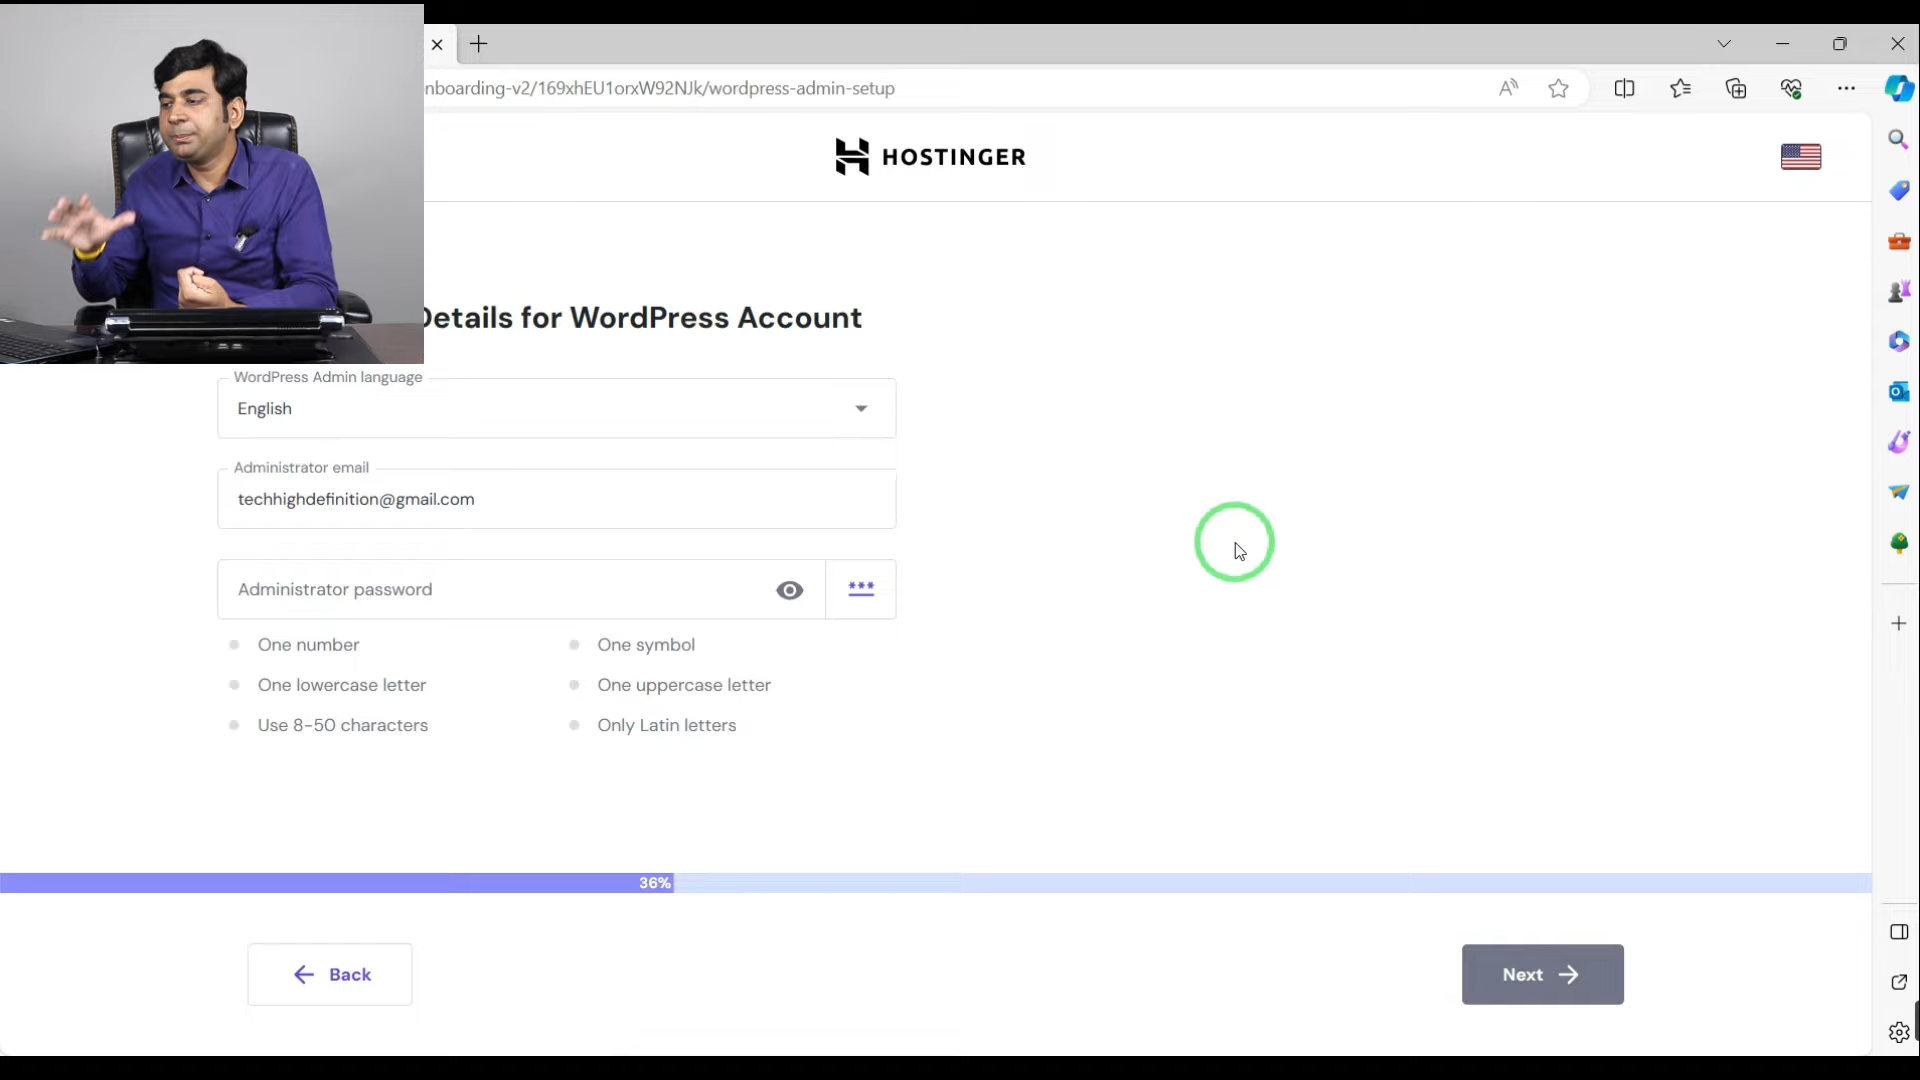 nboarding-v2/169xhEU1orxW92NJk/wordpress-admin-setup
HOSTINGER
Details for WordPress Account
WordPress Admin language
English
Administrator email
techhighdefinition@gmail.com
Administrator password
One number
One symbol
One lowercase letter
One uppercase letter
Use 8-50 characters
Only Latin letters
36%
Back
Next